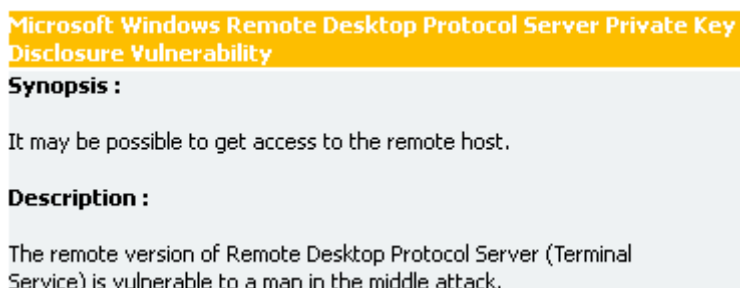 Microsoft Windows Remote Desktop Protocol Server Private Key
Disclosure Vulnerability
Synopsis :
It may be possible to get access to the remote host.
Description :
The remote version of Remote Desktop Protocol Server (Terminal
Service) is vulnerable to a man in the middle attack.